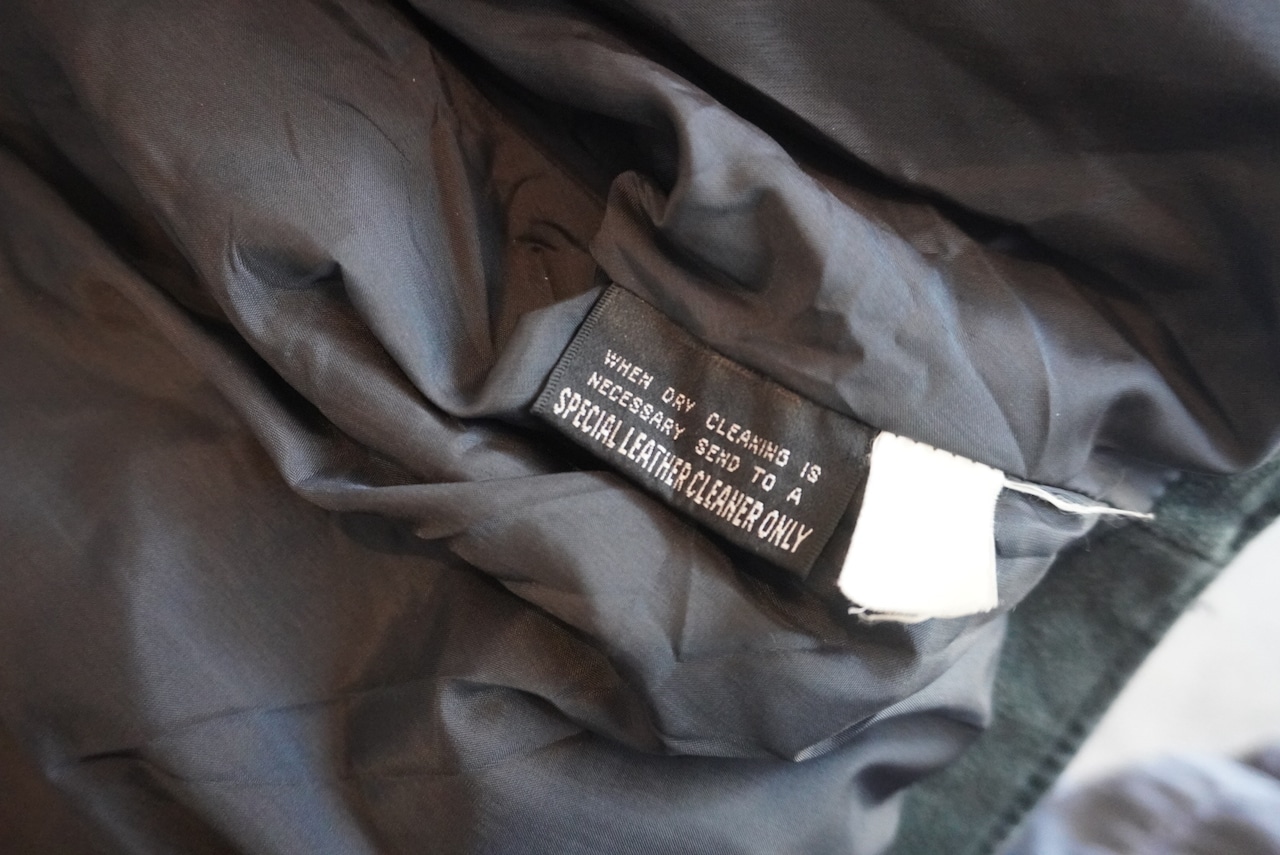 WHEN DRY CLEANING IS
NECESSARY SEND TO A
SPECIAL LEATHER CLEANER ONLY